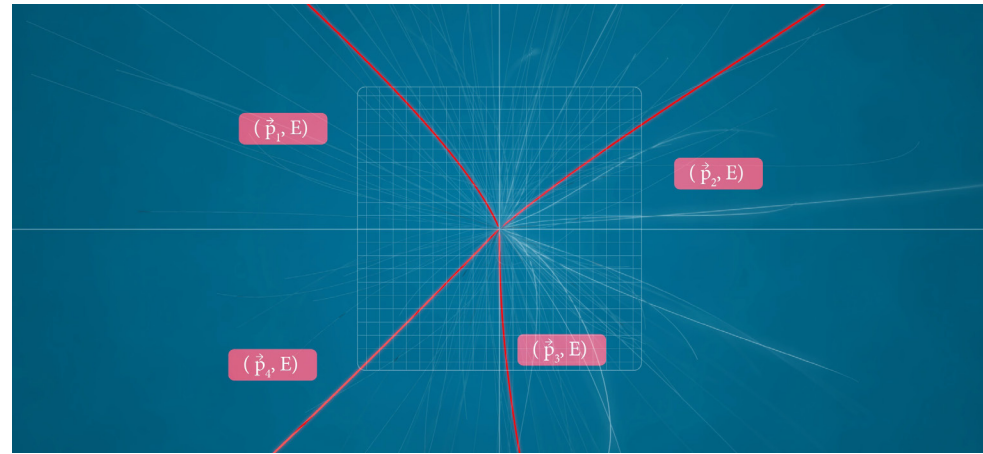 ( p⃗₁, E)
( p⃗₂, E)
( p⃗₃, E)
( p⃗₄, E)